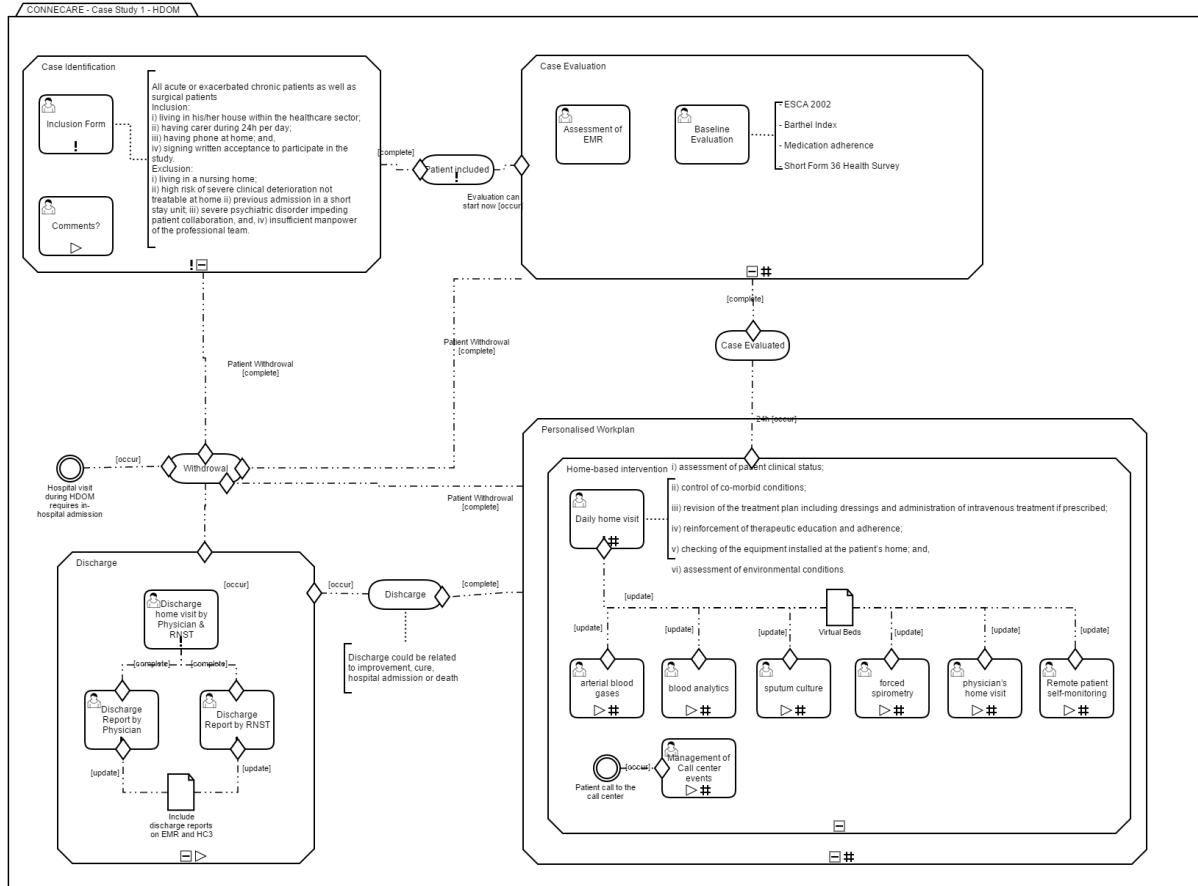 CONNECARE - Case Study 1 - HDOM
Case Identification
Inclusion Form
Comments?
All acute or exacerbated chronic patients as well as
surgical patients
Inclusion:
i) living in his/her house within the healthcare sector;
ii) having carer during 24h per day;
iii) having phone at home; and,
iv) signing written acceptance to participate in the
study.
Exclusion:
i) living in a nursing home;
ii) high risk of severe clinical deterioration not
treatable at home ii) previous admission in a short
stay unit; iii) severe psychiatric disorder impeding
patient collaboration, and, iv) insufficient manpower
of the professional team.
[complete]
Patient included
Evaluation can
start now [occur
Case Evaluation
Assessment of
EMR
Baseline
Evaluation
- ESCA 2002
- Barthel Index
- Medication adherence
- Short Form 36 Health Survey
[complete]
Case Evaluated
24h [occur]
Patient Withdrawal
[complete]
Patient Withdrawal
[complete]
Hospital visit
during HDOM
requires in-
hospital admission
[occur]
Withdrowal
Patient Withdrawal
[complete]
Personalised Workplan
Home-based intervention
Daily home visit
i) assessment of patient clinical status;
ii) control of co-morbid conditions;
iii) revision of the treatment plan including dressings and administration of intravenous treatment if prescribed;
iv) reinforcement of therapeutic education and adherence;
v) checking of the equipment installed at the patient's home; and,
vi) assessment of environmental conditions.
[update]
Virtual Beds
[update]
[update]
[update]
[update]
[update]
[update]
arterial blood
gases
blood analytics
sputum culture
forced
spirometry
physician's
home visit
Remote patient
self-monitoring
Patient call to the
call center
[occur]
Management of
Call center
events
Discharge
[occur]
Discharge
home visit by
Physician &
RNST
[complete]
[complete]
Discharge
Report by
Physician
Discharge
Report by RNST
[update]
[update]
Include
discharge reports
on EMR and HC3
[occur]
Dishcarge
[complete]
Discharge could be related
to improvement, cure,
hospital admission or death